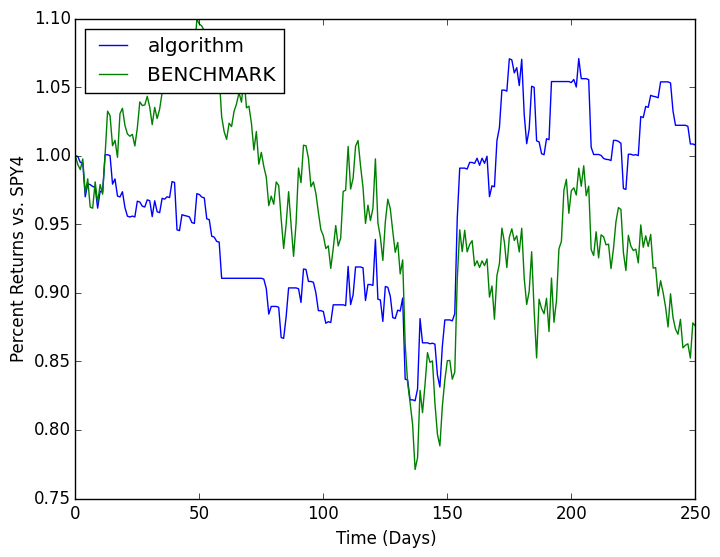 1.10
1.05
1.00
0.95
0.90
0.85
0.80
0.75
Percent Returns vs. SPY4
algorithm
BENCHMARK
0 50 100 150 200 250
Time (Days)